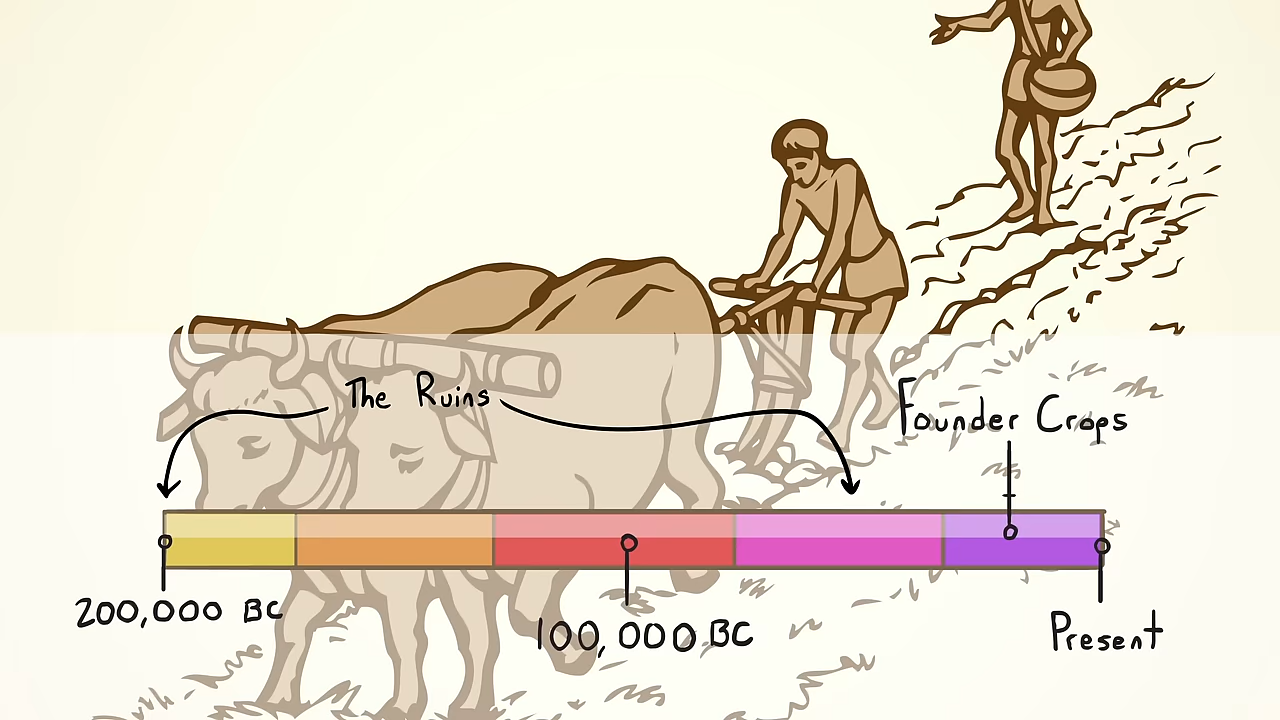 The Ruins
Founder Crops
200,000 BC
100,000 BC
Present